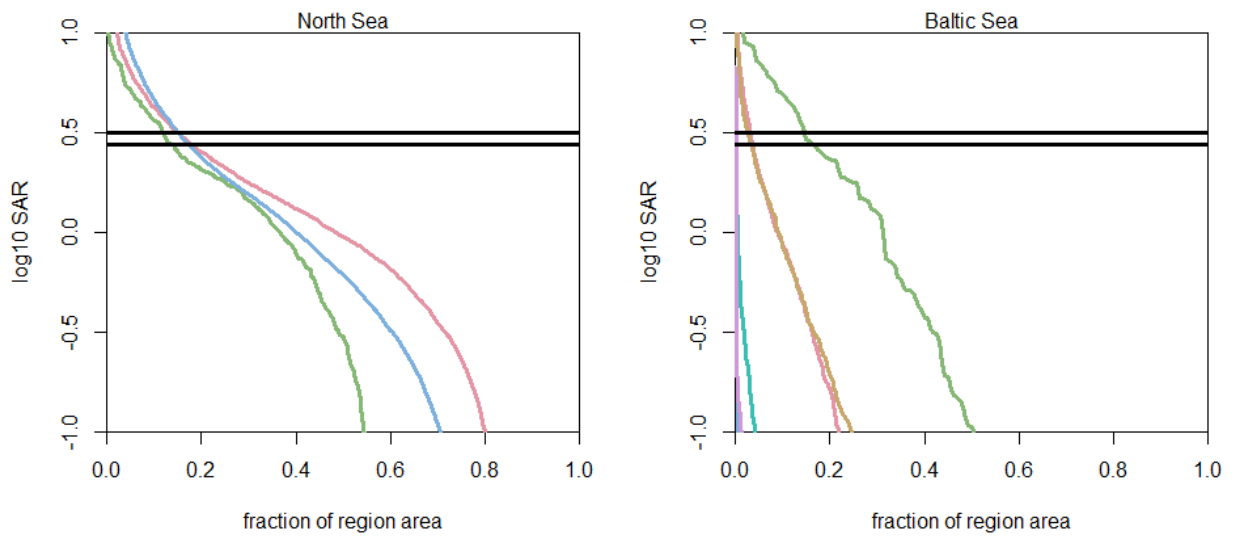 North Sea
1.0
0.5
0.0
-0.5
-1.0
log10 SAR
0.0 0.2 0.4 0.6 0.8 1.0
fraction of region area
Baltic Sea
1.0
0.5
0.0
-0.5
-1.0
log10 SAR
0.0 0.2 0.4 0.6 0.8 1.0
fraction of region area